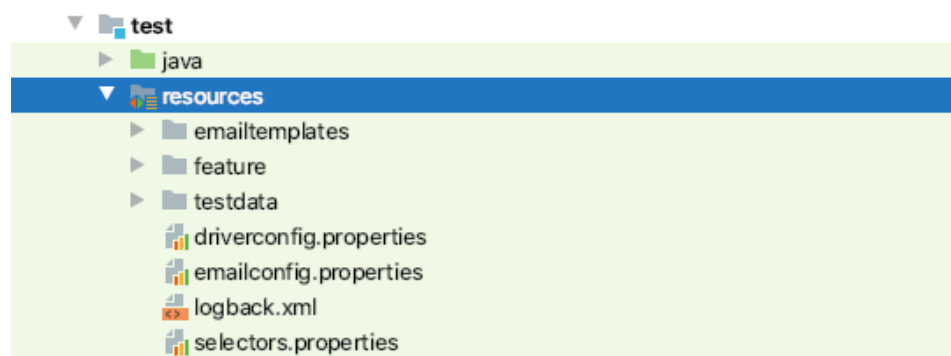 test
java
resources
emailtemplates
feature
testdata
driverconfig.properties
emailconfig.properties
logback.xml
selectors.properties